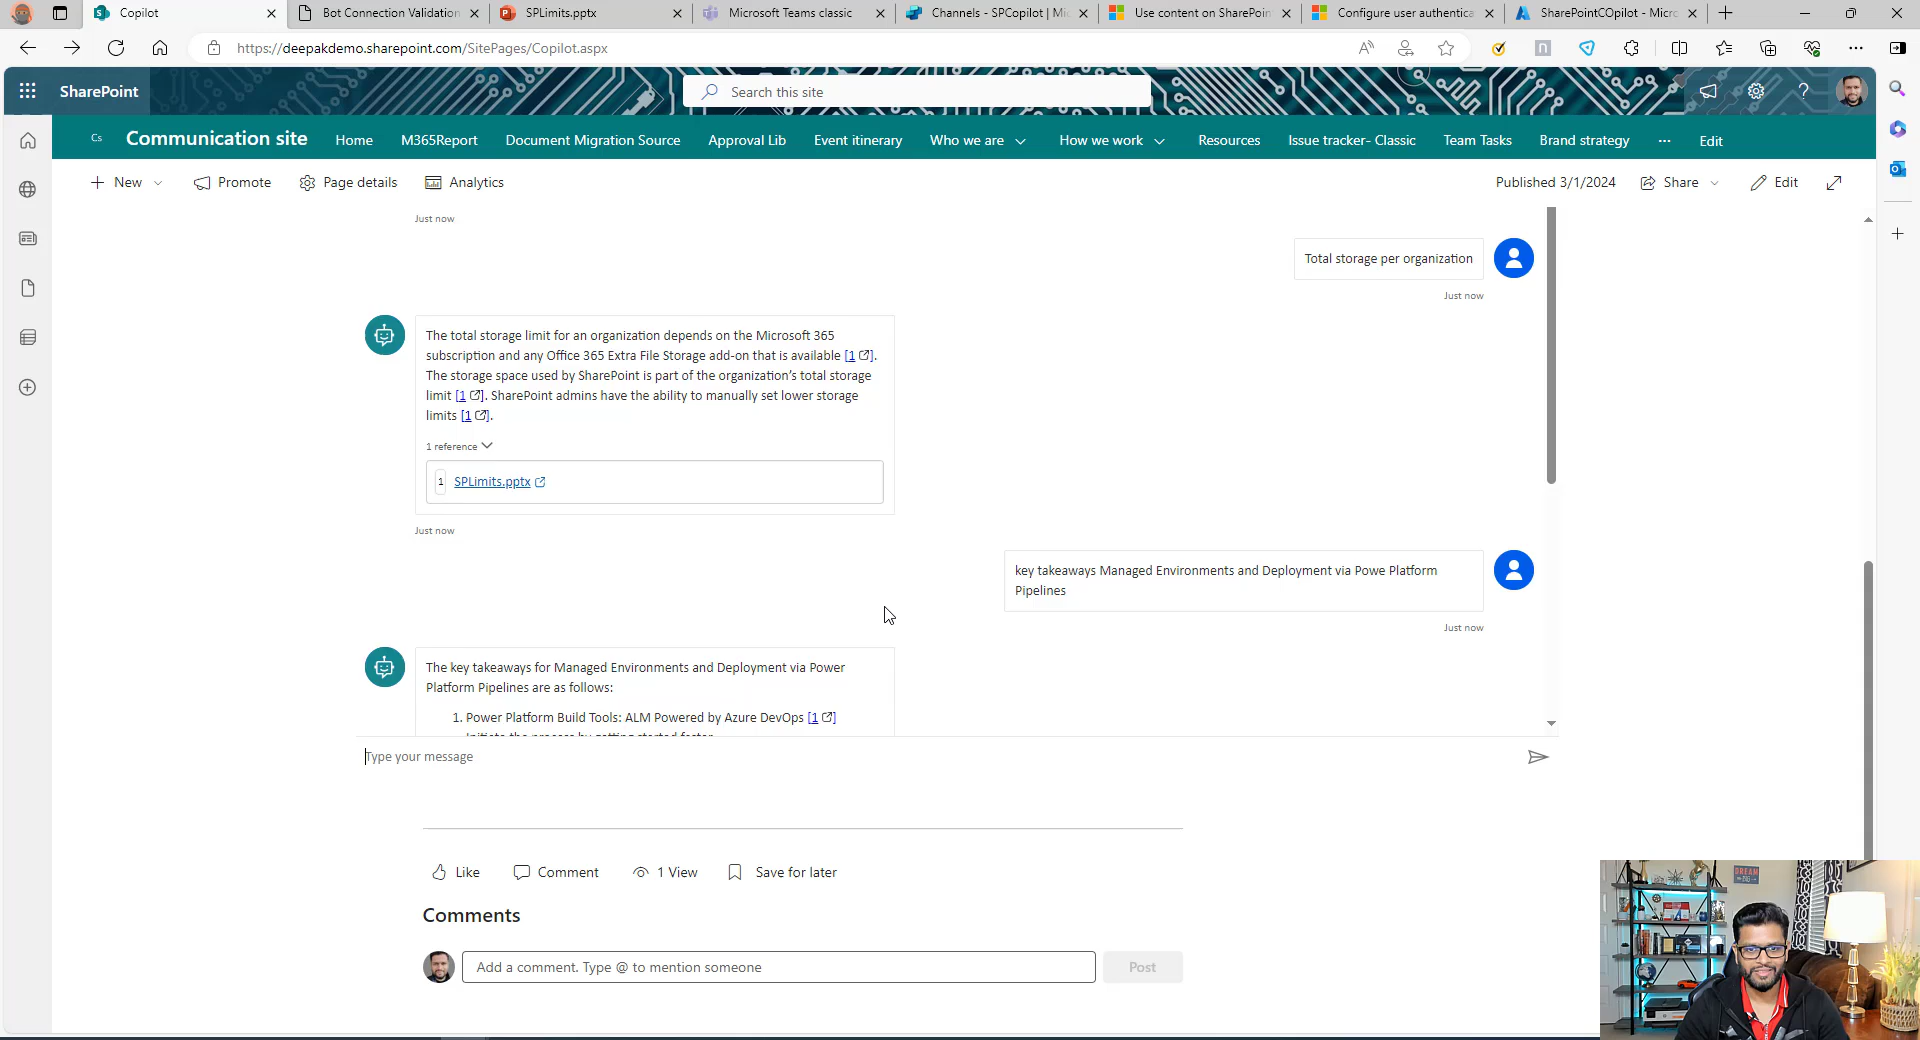 Copilot
Bot Connection Validation
SPLimits.pptx
Microsoft Teams classic
Channels - SPCopilot | Mi
Use content on SharePoin
Configure user authentica
SharePointCOpilot - Micro
https://deepakdemo.sharepoint.com/SitePages/Copilot.aspx
SharePoint
Search this site
Cs
Communication site
Home
M365Report
Document Migration Source
Approval Lib
Event itinerary
Who we are
How we work
Resources
Issue tracker- Classic
Team Tasks
Brand strategy
Edit
New
Promote
Page details
Analytics
Published 3/1/2024
Share
Edit
Just now
Total storage per organization
Just now
The total storage limit for an organization depends on the Microsoft 365
subscription and any Office 365 Extra File Storage add-on that is available [1].
The storage space used by SharePoint is part of the organization’s total storage
limit [1]. SharePoint admins have the ability to manually set lower storage
limits [1].
1 reference
1 SPLimits.pptx
Just now
key takeaways Managed Environments and Deployment via Powe Platform
Pipelines
Just now
The key takeaways for Managed Environments and Deployment via Power
Platform Pipelines are as follows:
1. Power Platform Build Tools: ALM Powered by Azure DevOps [1]
Initiate the process by getting started faster
Type your message
Like
Comment
1 View
Save for later
Comments
Add a comment. Type @ to mention someone
Post
DREAM
BIG